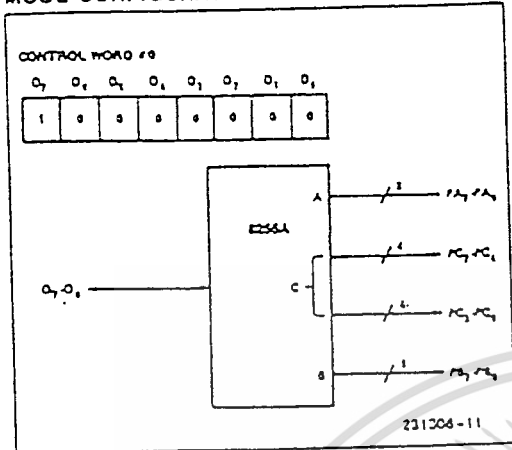 CONTROL WORD #0
D7 D6 D5 D4 D3 D2 D1 D0
1 0 0 0 0 0 0 0
8255A
A
8
PA7-PA0
4
PC7-PC4
C
D7-D0
4
PC3-PC0
B
8
PB7-PB0
231308-11